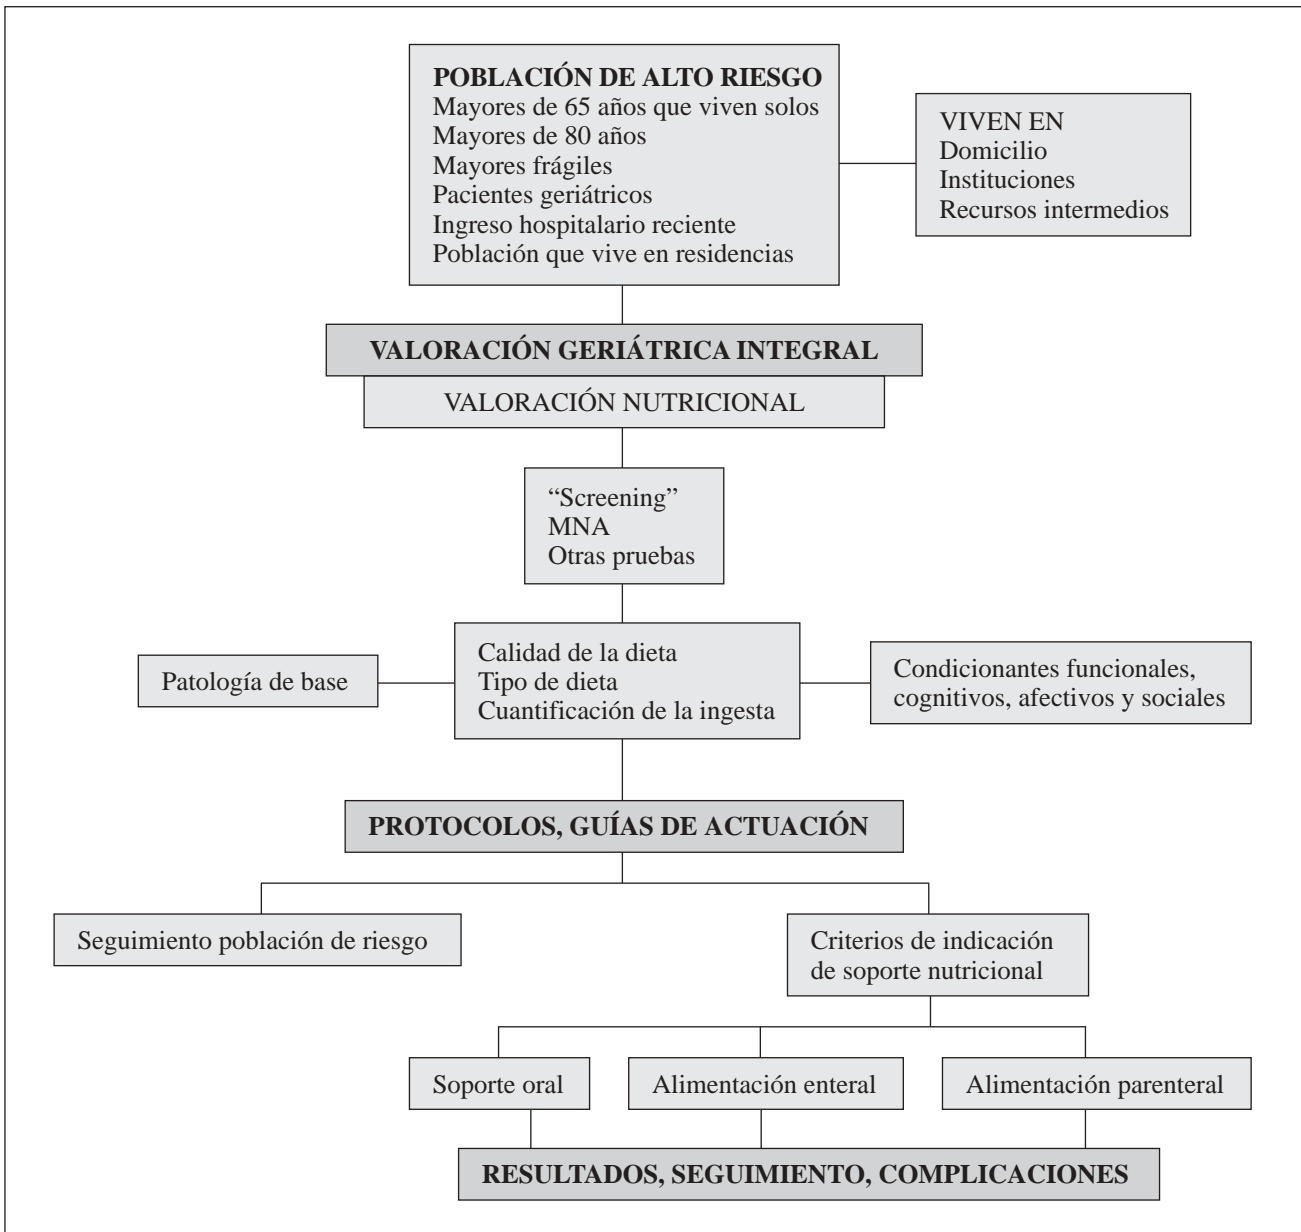 POBLACIÓN DE ALTO RIESGO
Mayores de 65 años que viven solos
Mayores de 80 años
Mayores frágiles
Pacientes geriátricos
Ingreso hospitalario reciente
Población que vive en residencias
VIVEN EN
Domicilio
Instituciones
Recursos intermedios
VALORACIÓN GERIÁTRICA INTEGRAL
VALORACIÓN NUTRICIONAL
“Screening”
MNA
Otras pruebas
Patología de base
Calidad de la dieta
Tipo de dieta
Cuantificación de la ingesta
Condicionantes funcionales,
cognitivos, afectivos y sociales
PROTOCOLOS, GUÍAS DE ACTUACIÓN
Seguimiento población de riesgo
Criterios de indicación
de soporte nutricional
Soporte oral
Alimentación enteral
Alimentación parenteral
RESULTADOS, SEGUIMIENTO, COMPLICACIONES